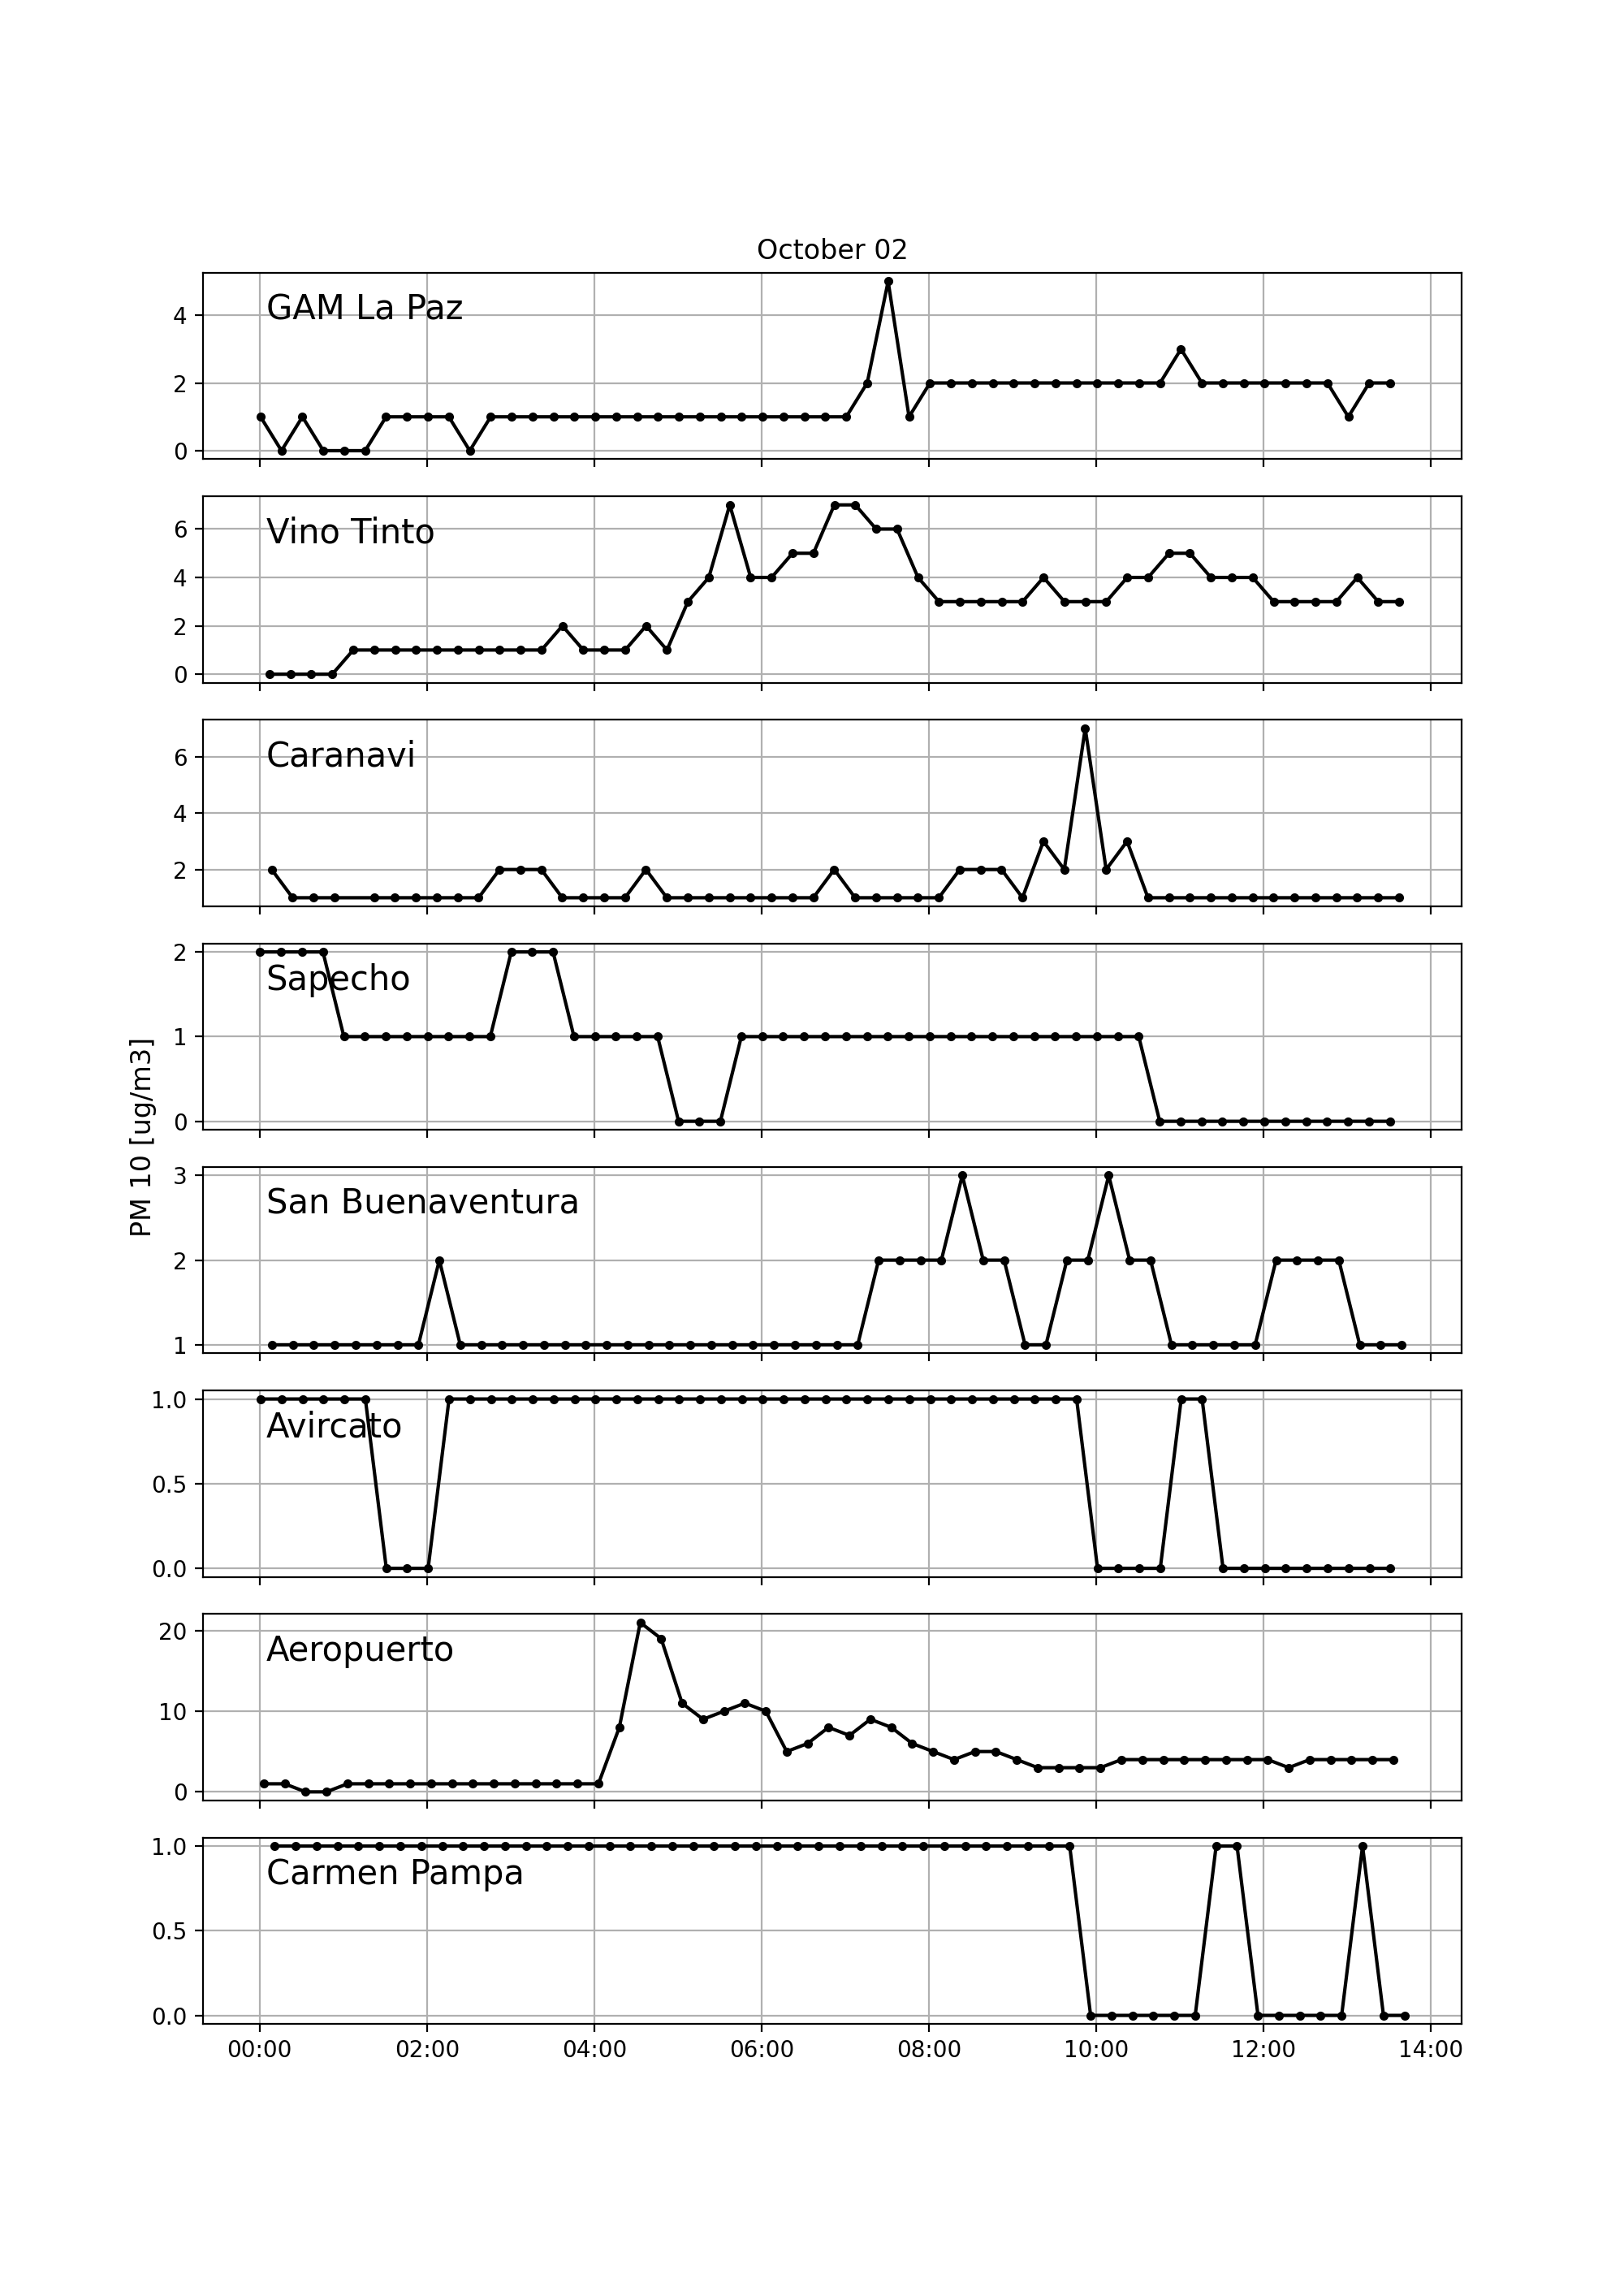 October 02
GAM La Paz
4
2
0
Vino Tinto
6
4
2
0
Caranavi
6
4
2
Sapecho
2
1
0
PM 10 [ug/m3]
San Buenaventura
3
2
1
Avircato
1.0
0.5
0.0
Aeropuerto
20
10
0
Carmen Pampa
1.0
0.5
0.0
00:00 02:00 04:00 06:00 08:00 10:00 12:00 14:00